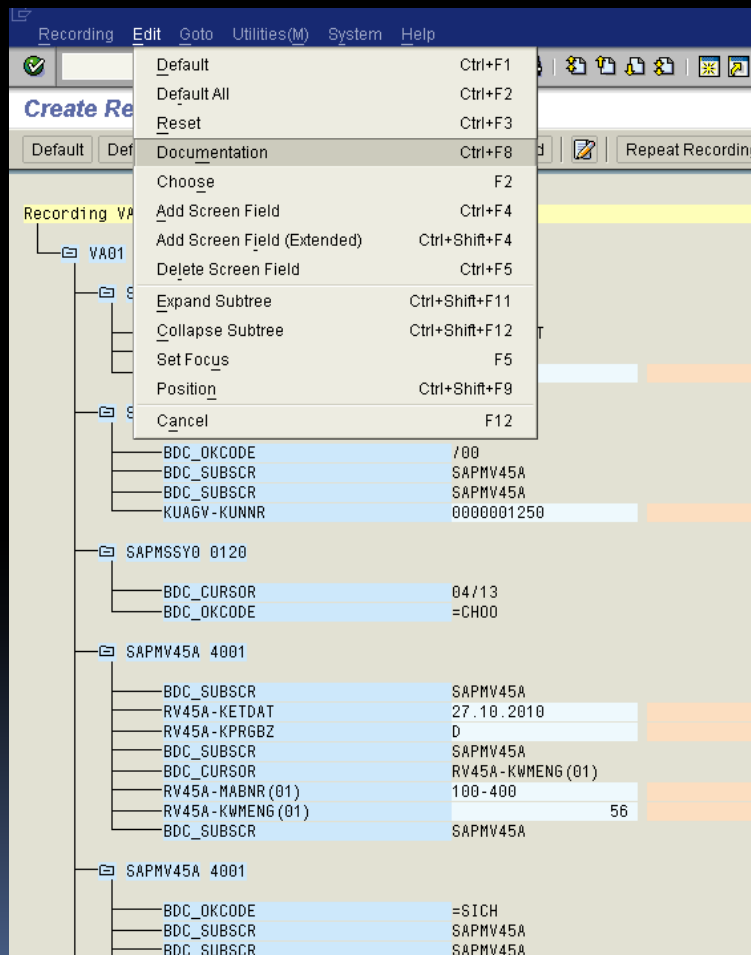 Recording Edit Goto Utilities(M) System Help
Create Re
Default Def Repeat Recording
Default Ctrl+F1
Default All Ctrl+F2
Reset Ctrl+F3
Documentation Ctrl+F8
Choose F2
Add Screen Field Ctrl+F4
Add Screen Field (Extended) Ctrl+Shift+F4
Delete Screen Field Ctrl+F5
Expand Subtree Ctrl+Shift+F11
Collapse Subtree Ctrl+Shift+F12
Set Focus F5
Position Ctrl+Shift+F9
Cancel F12
Recording VA
VA01
S
T
S
BDC_OKCODE /00
BDC_SUBSCR SAPMV45A
BDC_SUBSCR SAPMV45A
KUAGV-KUNNR 0000001250
SAPMSSY0 0120
BDC_CURSOR 04/13
BDC_OKCODE =CHOO
SAPMV45A 4001
BDC_SUBSCR SAPMV45A
RV45A-KETDAT 27.10.2010
RV45A-KPRGBZ D
BDC_SUBSCR SAPMV45A
BDC_CURSOR RV45A-KWMENG(01)
RV45A-MABNR(01) 100-400
RV45A-KWMENG(01) 56
BDC_SUBSCR SAPMV45A
SAPMV45A 4001
BDC_OKCODE =SICH
BDC_SUBSCR SAPMV45A
BDC_SUBSCR SAPMV45A